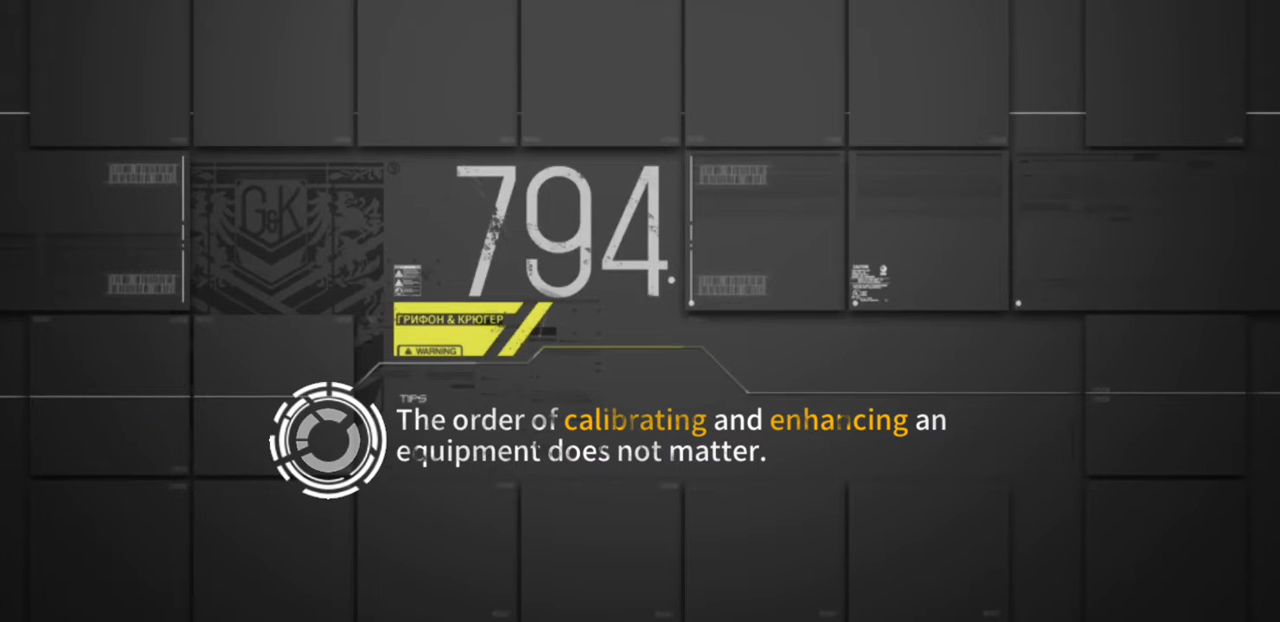 G&K
794.
ГРИФОН & КРЮГЕР
WARNING
TIPS
The order of calibrating and enhancing an
equipment does not matter.